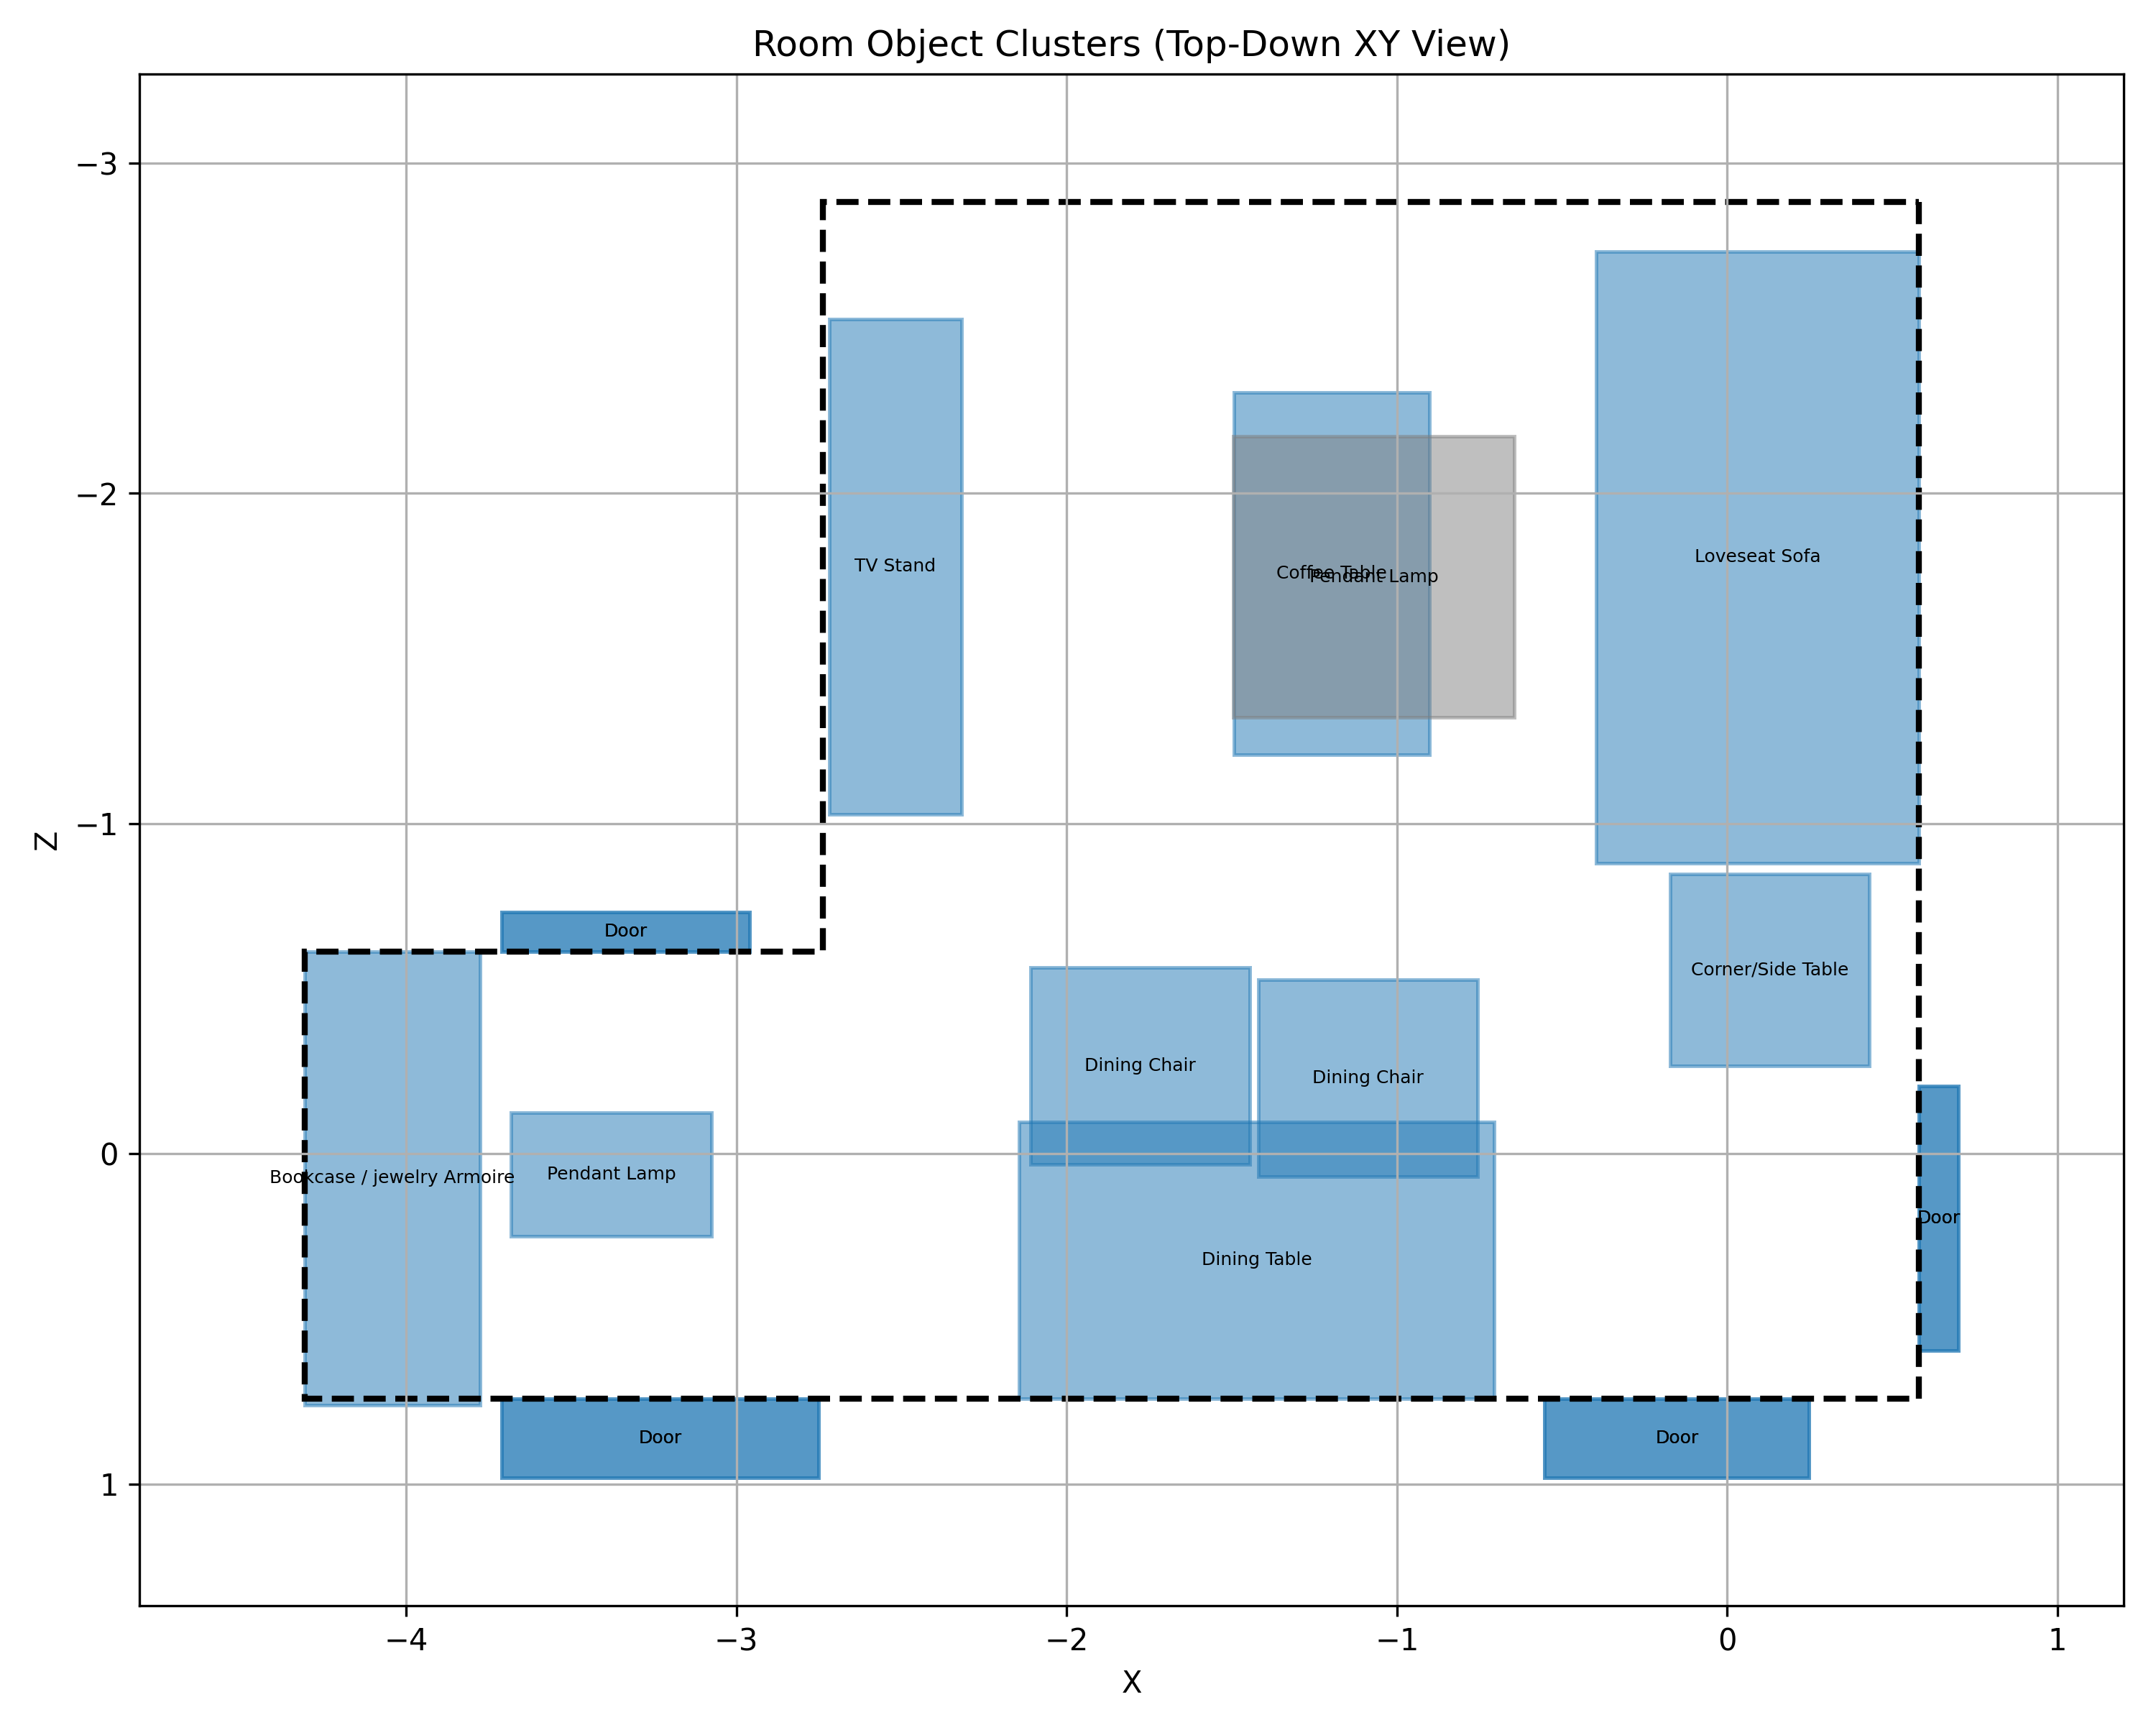 Room Object Clusters (Top-Down XY View)
−3
−2
−1
0
1
Z
TV Stand
Coffee Table
Pendant Lamp
Loveseat Sofa
Door
Corner/Side Table
Dining Chair
Dining Chair
Bookcase / jewelry Armoire
Pendant Lamp
Door
Dining Table
Door
Door
−4
−3
−2
−1
0
1
X